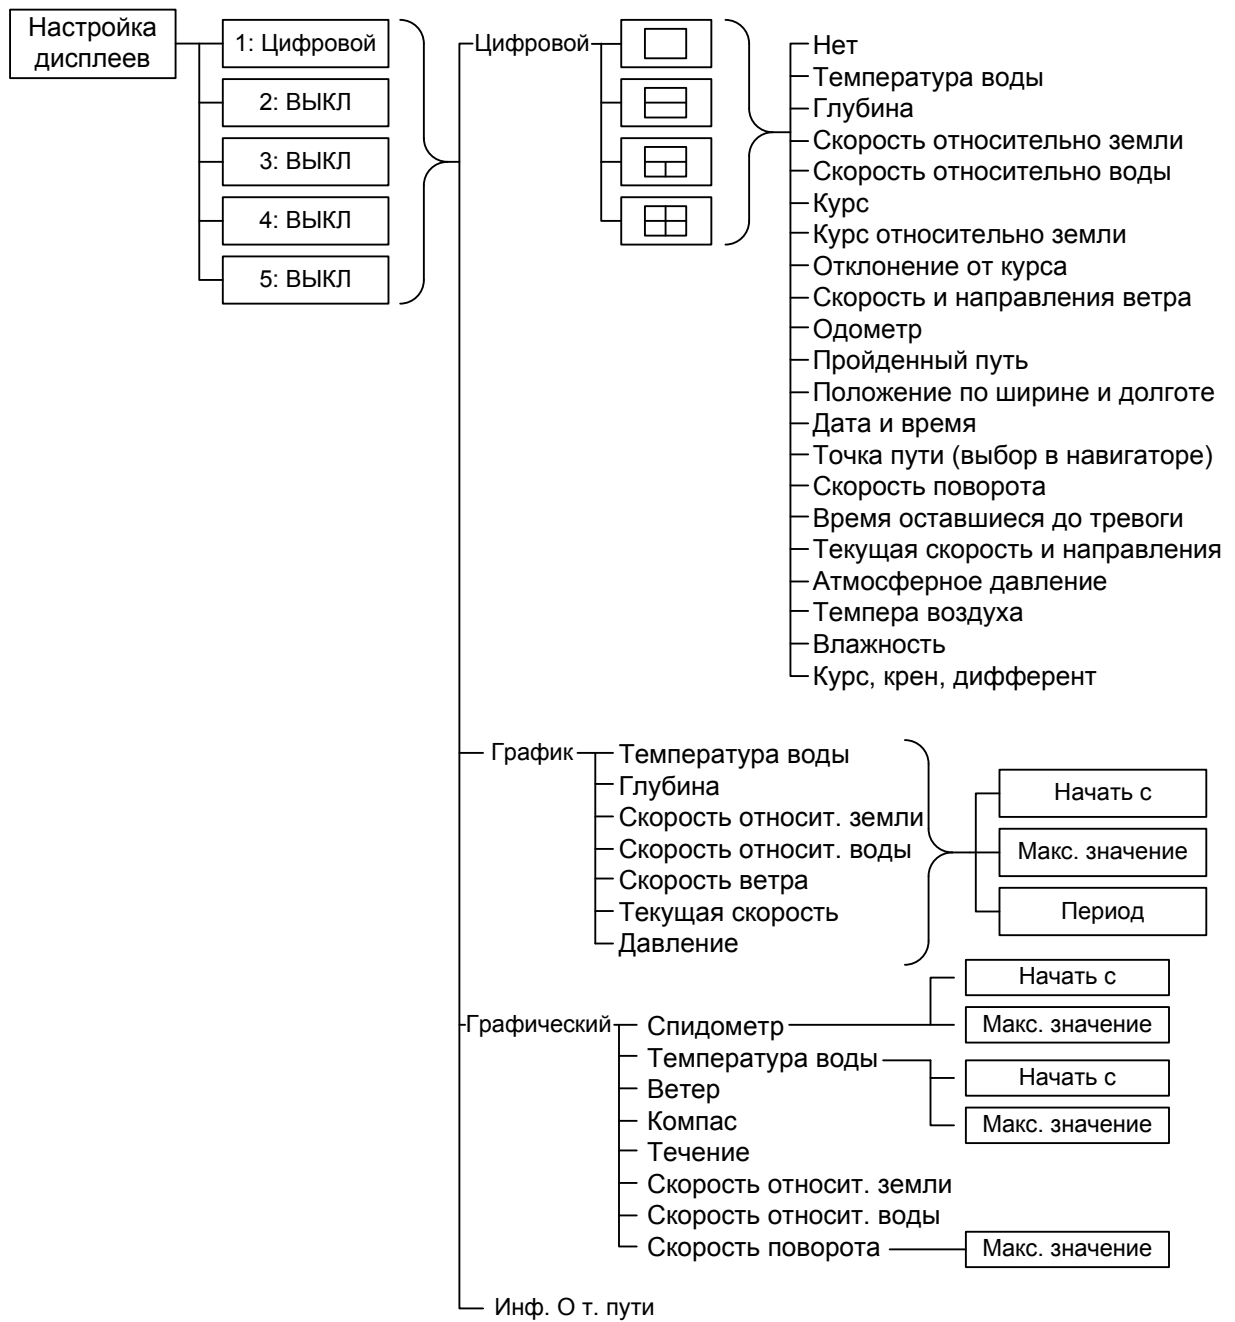 Настройка
дисплеев
1: Цифровой
2: ВЫКЛ
3: ВЫКЛ
4: ВЫКЛ
5: ВЫКЛ
Цифровой
Нет
Температура воды
Глубина
Скорость относительно земли
Скорость относительно воды
Курс
Курс относительно земли
Отклонение от курса
Скорость и направления ветра
Одометр
Пройденный путь
Положение по ширине и долготе
Дата и время
Точка пути (выбор в навигаторе)
Скорость поворота
Время оставшиеся до тревоги
Текущая скорость и направления
Атмосферное давление
Темпера воздуха
Влажность
Курс, крен, дифферент
График
Температура воды
Глубина
Скорость относит. земли
Скорость относит. воды
Скорость ветра
Текущая скорость
Давление
Начать с
Макс. значение
Период
Графический
Спидометр
Начать с
Макс. значение
Температура воды
Начать с
Макс. значение
Ветер
Компас
Течение
Скорость относит. земли
Скорость относит. воды
Скорость поворота
Макс. значение
Инф. О т. пути